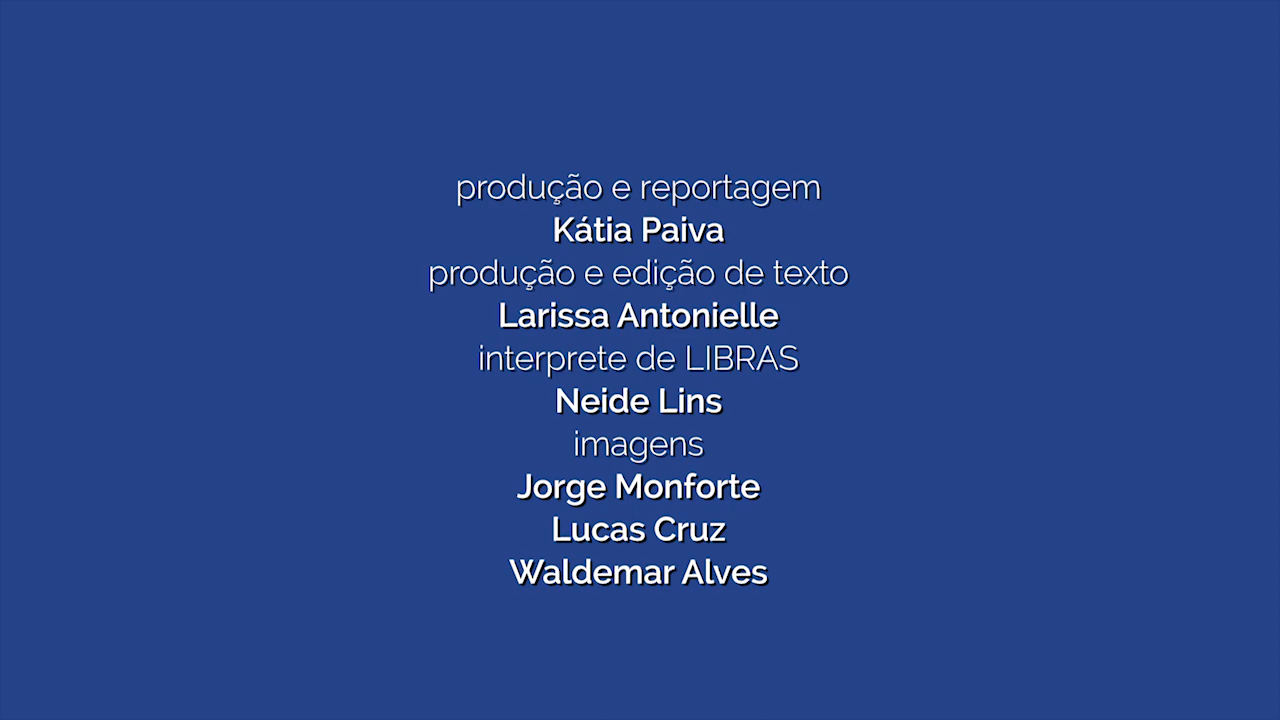 produção e reportagem
Kátia Paiva
produção e edição de texto
Larissa Antonielle
interprete de LIBRAS
Neide Lins
imagens
Jorge Monforte
Lucas Cruz
Waldemar Alves